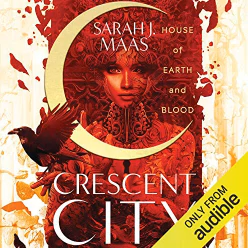 SARAH J.
MAAS
HOUSE
of
EARTH
and
BLOOD
CRESCENT
CITY
ONLY FROM
audible